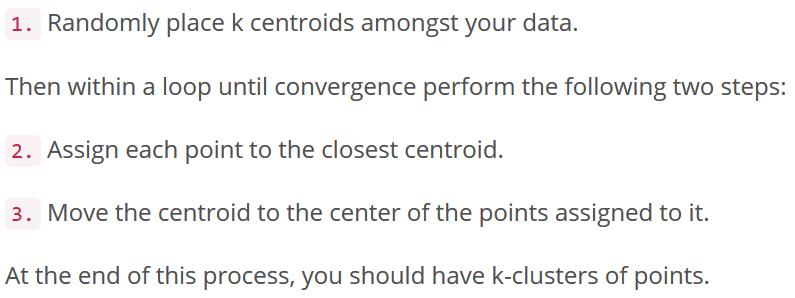 1. Randomly place k centroids amongst your data.
Then within a loop until convergence perform the following two steps:
2. Assign each point to the closest centroid.
3. Move the centroid to the center of the points assigned to it.
At the end of this process, you should have k-clusters of points.